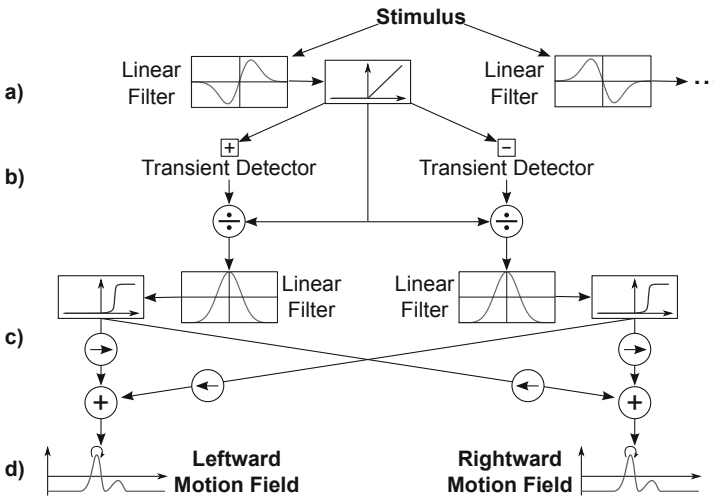 Stimulus
Linear
Filter
Linear
Filter
a)
..
+
−
Transient Detector
Transient Detector
b)
÷
÷
Linear
Filter
Linear
Filter
c)
+
+
d)
Leftward
Motion Field
Rightward
Motion Field